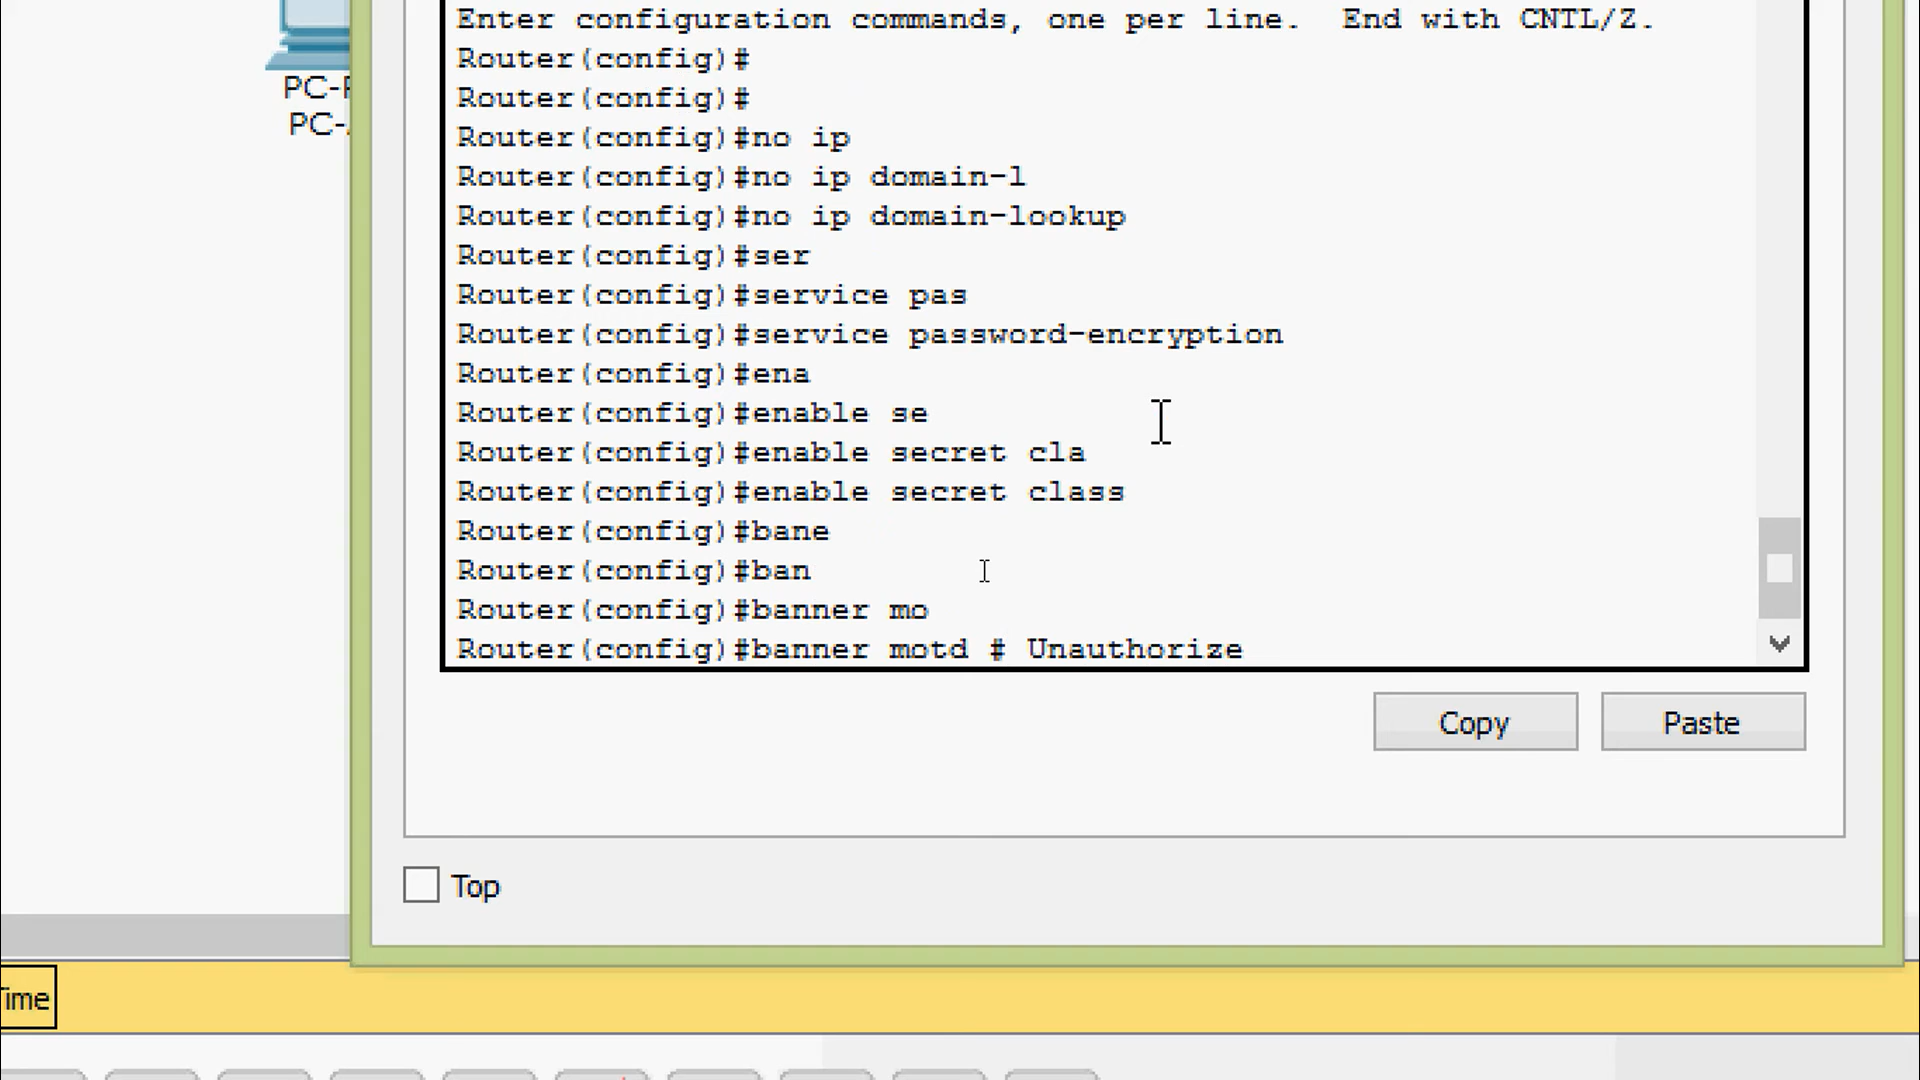 Enter configuration commands, one per line. End with CNTL/Z.
Router(config)#
Router(config)#
Router(config)#no ip
Router(config)#no ip domain-l
Router(config)#no ip domain-lookup
Router(config)#ser
Router(config)#service pas
Router(config)#service password-encryption
Router(config)#ena
Router(config)#enable se
Router(config)#enable secret cla
Router(config)#enable secret class
Router(config)#bane
Router(config)#ban
Router(config)#banner mo
Router(config)#banner motd # Unauthorize
PC-
PC-
Copy Paste
Top
Time